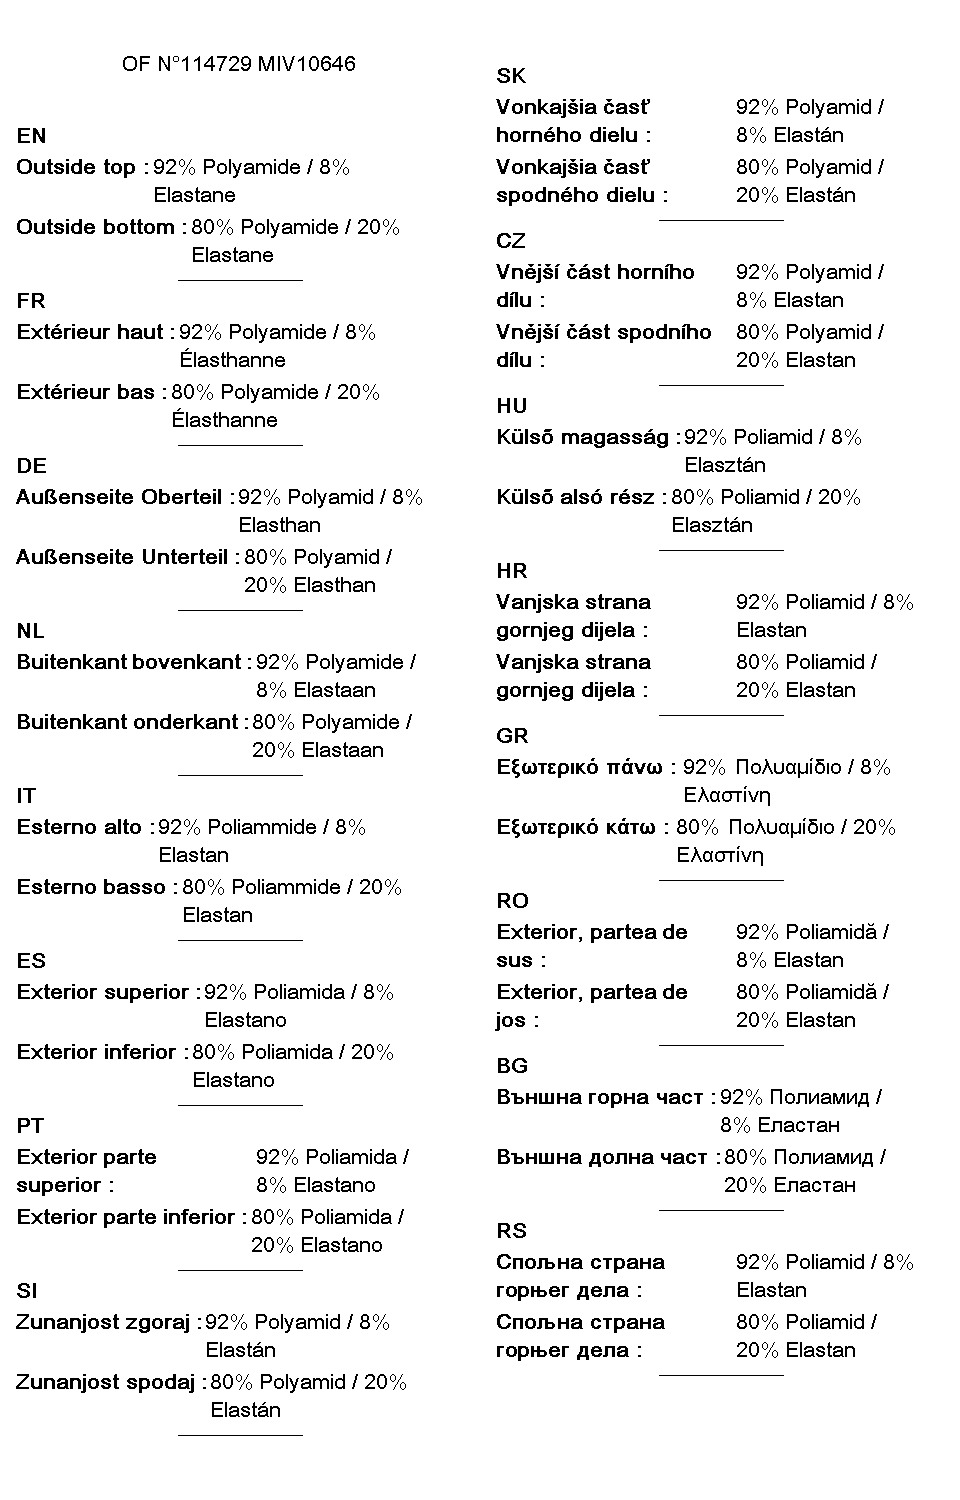 OF N°114729 MIV10646
EN
Outside top : 92% Polyamide / 8%
Elastane
Outside bottom : 80% Polyamide / 20%
Elastane
FR
Extérieur haut : 92% Polyamide / 8%
Élasthanne
Extérieur bas : 80% Polyamide / 20%
Élasthanne
DE
Außenseite Oberteil : 92% Polyamid / 8%
Elasthan
Außenseite Unterteil : 80% Polyamid /
20% Elasthan
NL
Buitenkant bovenkant : 92% Polyamide /
8% Elastaan
Buitenkant onderkant : 80% Polyamide /
20% Elastaan
IT
Esterno alto : 92% Poliammide / 8%
Elastan
Esterno basso : 80% Poliammide / 20%
Elastan
ES
Exterior superior : 92% Poliamida / 8%
Elastano
Exterior inferior : 80% Poliamida / 20%
Elastano
PT
Exterior parte 92% Poliamida /
superior : 8% Elastano
Exterior parte inferior : 80% Poliamida /
20% Elastano
SI
Zunanjost zgoraj : 92% Polyamid / 8%
Elastán
Zunanjost spodaj : 80% Polyamid / 20%
Elastán
SK
Vonkajšia časť 92% Polyamid /
horného dielu : 8% Elastán
Vonkajšia časť 80% Polyamid /
spodného dielu : 20% Elastán
CZ
Vnější část horního 92% Polyamid /
dílu : 8% Elastan
Vnější část spodního 80% Polyamid /
dílu : 20% Elastan
HU
Külső magasság : 92% Poliamid / 8%
Elasztán
Külső alsó rész : 80% Poliamid / 20%
Elasztán
HR
Vanjska strana 92% Poliamid / 8%
gornjeg dijela : Elastan
Vanjska strana 80% Poliamid /
gornjeg dijela : 20% Elastan
GR
Εξωτερικό πάνω : 92% Πολυαμίδιο / 8%
Ελαστίνη
Εξωτερικό κάτω : 80% Πολυαμίδιο / 20%
Ελαστίνη
RO
Exterior, partea de 92% Poliamidă /
sus : 8% Elastan
Exterior, partea de 80% Poliamidă /
jos : 20% Elastan
BG
Външна горна част : 92% Полиамид /
8% Еластан
Външна долна част : 80% Полиамид /
20% Еластан
RS
Спољна страна 92% Poliamid / 8%
горњег дела : Elastan
Спољна страна 80% Poliamid /
горњег дела : 20% Elastan